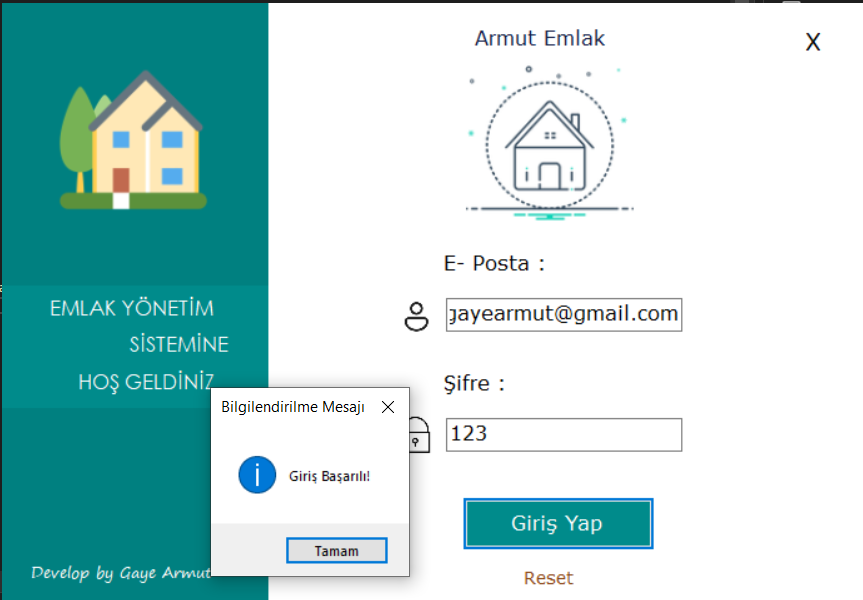 Armut Emlak
X
E- Posta :
gayearmut@gmail.com
EMLAK YÖNETİM
SİSTEMİNE
HOŞ GELDİNİZ
Şifre :
123
Bilgilendirilme Mesajı
Giriş Başarılı!
Tamam
Giriş Yap
Reset
Develop by Gaye Armut